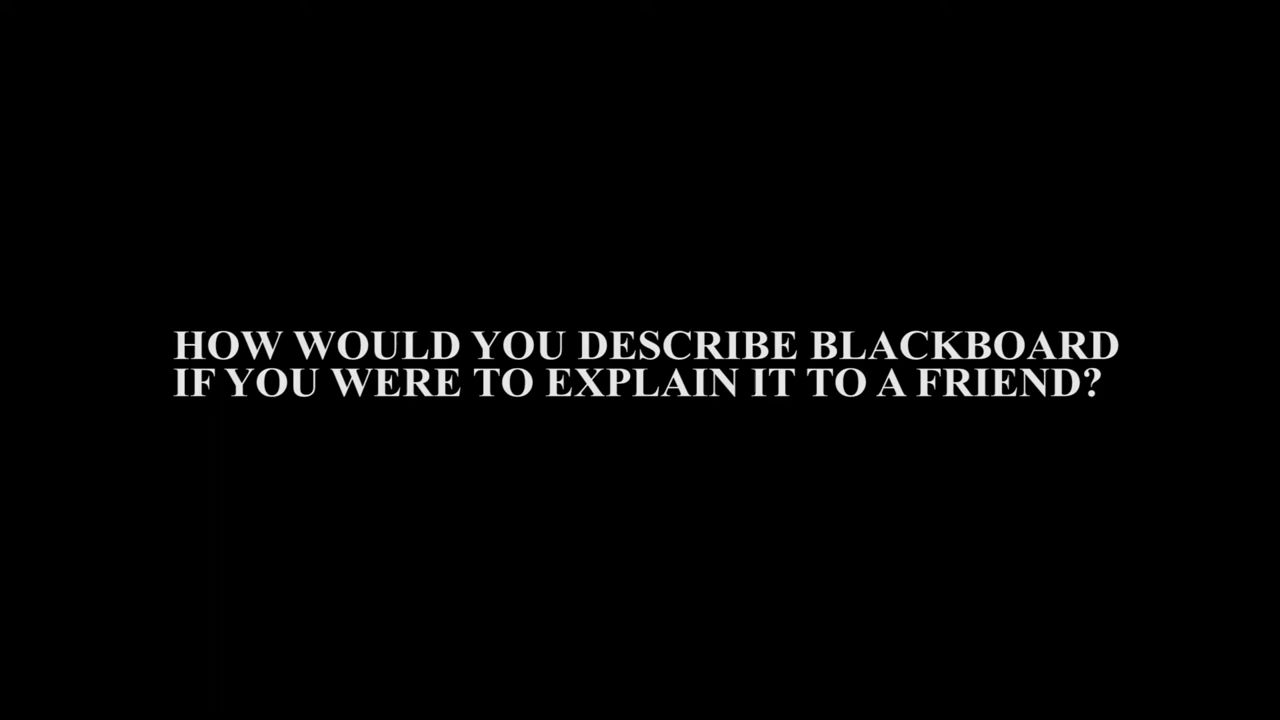 HOW WOULD YOU DESCRIBE BLACKBOARD
IF YOU WERE TO EXPLAIN IT TO A FRIEND?